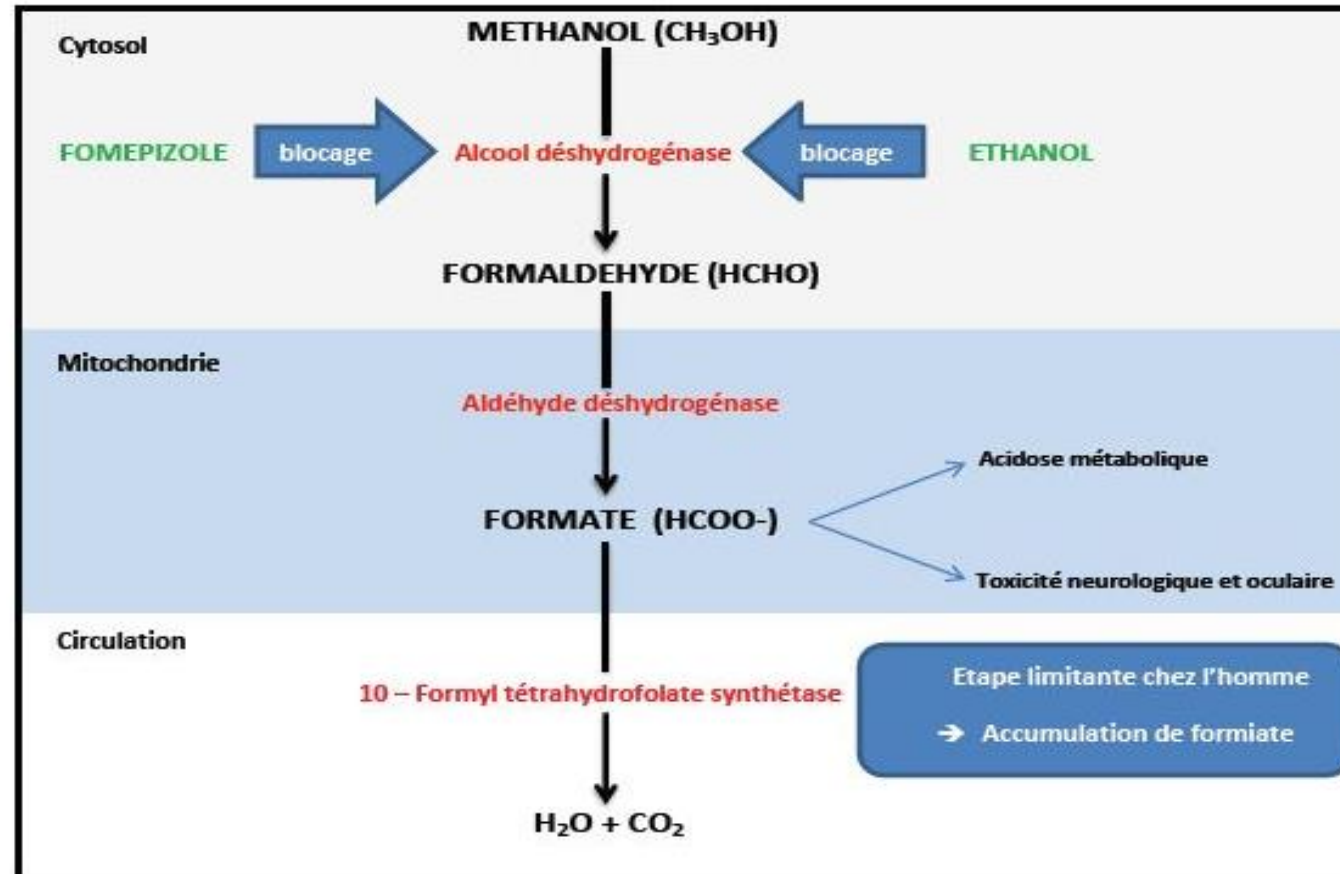 Cytosol
METHANOL (CH₃OH)
FOMEPIZOLE
blocage
Alcool déshydrogénase
blocage
ETHANOL
FORMALDEHYDE (HCHO)
Mitochondrie
Aldéhyde déshydrogénase
Acidose métabolique
FORMATE (HCOO-)
Toxicité neurologique et oculaire
Circulation
10 – Formyl tétrahydrofolate synthétase
Etape limitante chez l'homme
➔ Accumulation de formiate
H₂O + CO₂